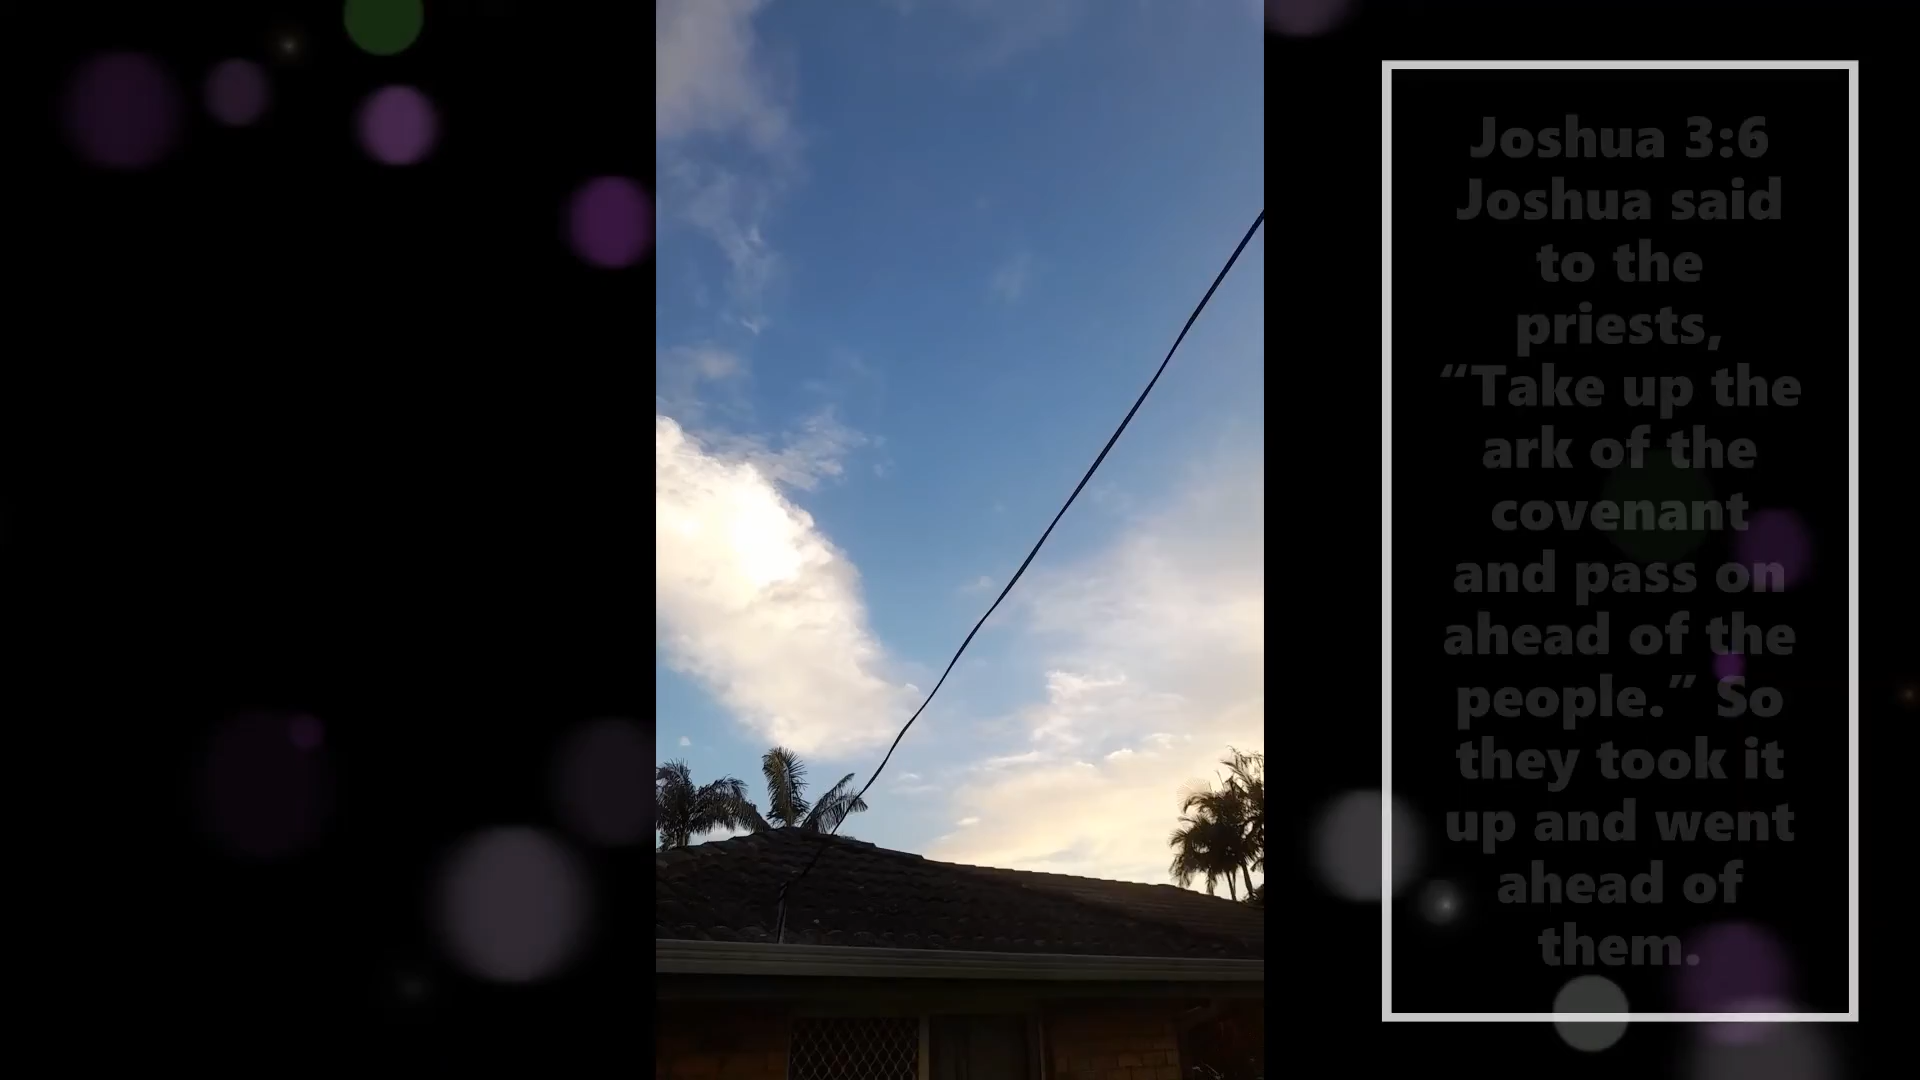 Joshua 3:6
Joshua said
to the
priests,
“Take up the
ark of the
covenant
and pass on
ahead of the
people.” So
they took it
up and went
ahead of
them.